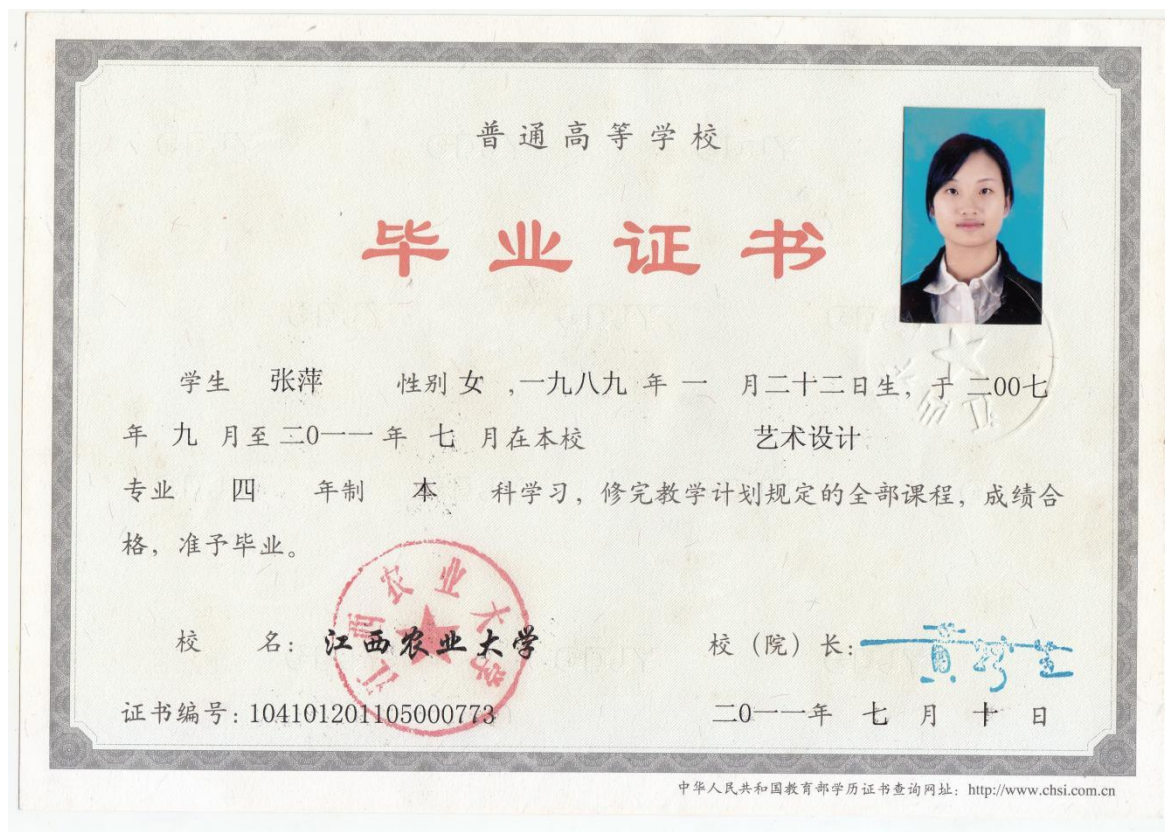 普通高等学校
毕业证书
学生 张萍 性别 女 ,一九八九 年 一 月二十二日生, 于 二00七
年 九 月至 二0一一 年 七 月在本校 艺术设计
专业 四 年制 本 科学习, 修完教学计划规定的全部课程, 成绩合
格, 准予毕业。
江西农业大学
校 名: 江西农业大学 校 (院) 长:
证书编号: 104101201105000773 二0一一年 七 月 十 日
中华人民共和国教育部学历证书查询网址: http://www.chsi.com.cn